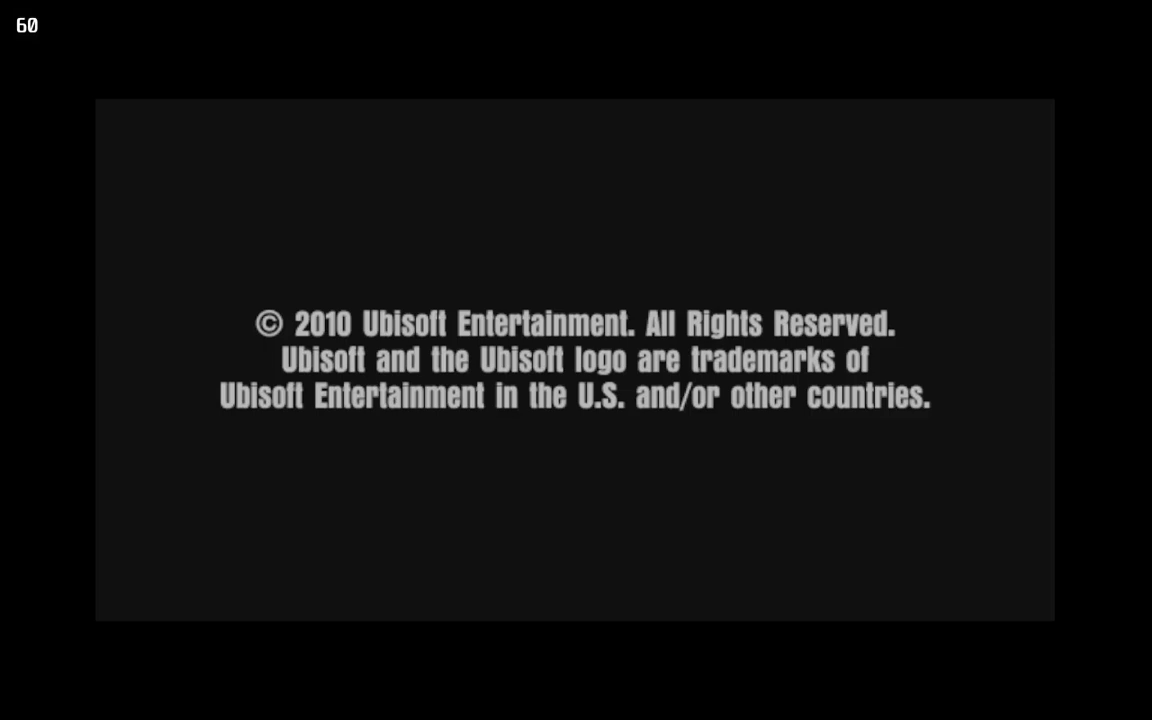 60
© 2010 Ubisoft Entertainment. All Rights Reserved.
Ubisoft and the Ubisoft logo are trademarks of
Ubisoft Entertainment in the U.S. and/or other countries.